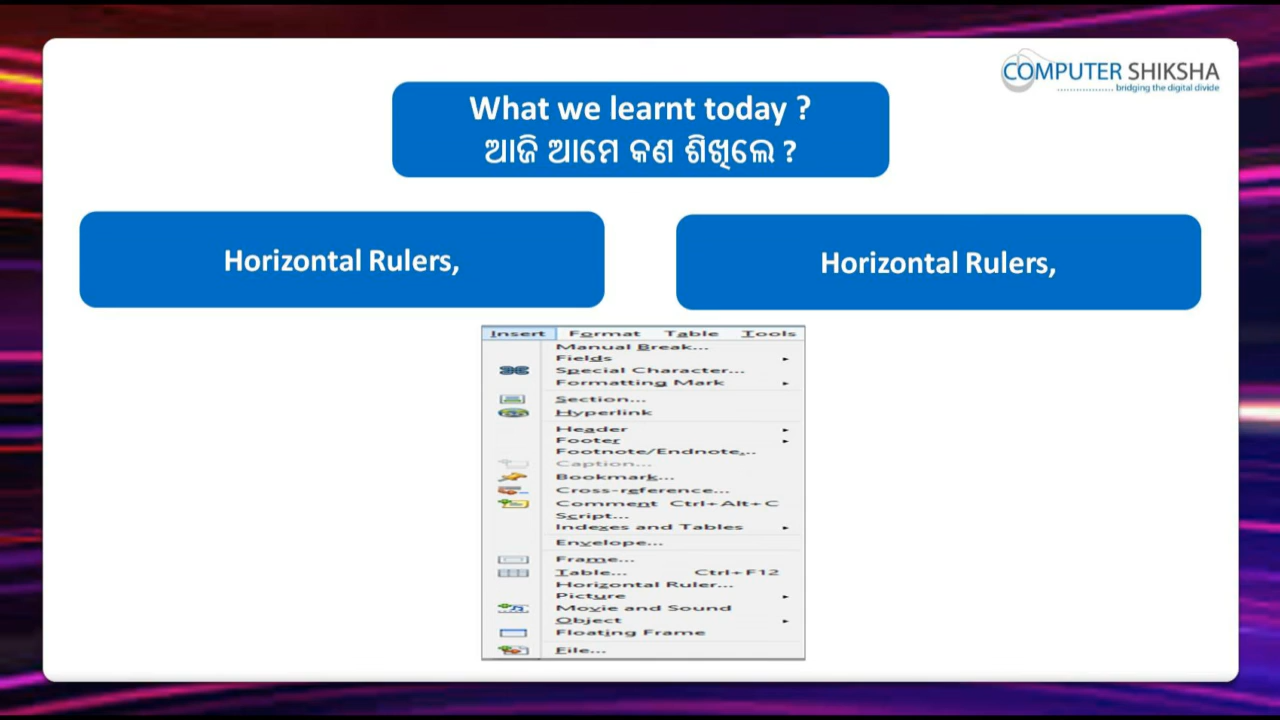 COMPUTER SHIKSHA
bridging the digital divide
What we learnt today ?
ଆଜି ଆମେ କଣ ଶିଖିଲେ ?
Horizontal Rulers,
Horizontal Rulers,
Insert Format Table Tools
Manual Break...
Fields
Special Character...
Formatting Mark
Section...
Hyperlink
Header
Footer
Footnote/Endnote...
Caption...
Bookmark...
Cross-reference...
Comment Ctrl+Alt+C
Script...
Indexes and Tables
Envelope...
Frame...
Table... Ctrl+F12
Horizontal Ruler...
Picture
Movie and Sound
Object
Floating Frame
File...